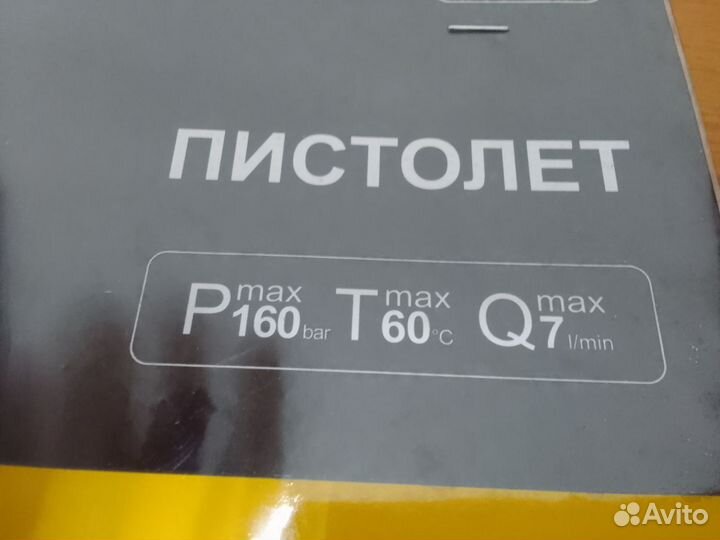 ПИСТОЛЕТ
P max 160 bar T max 60 °C Q max 7 l/min
Avito